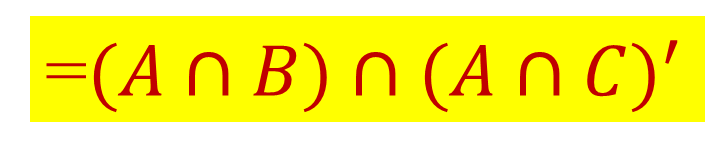 =(A ∩ B) ∩ (A ∩ C)′